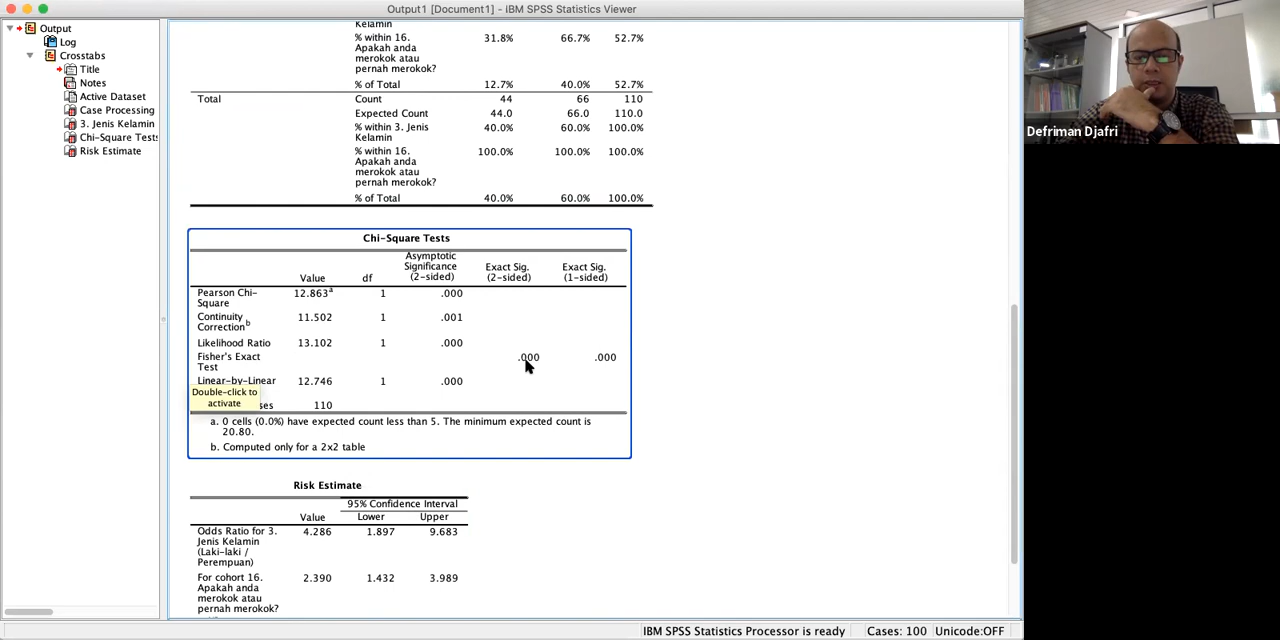 Output1 [Document1] - IBM SPSS Statistics Viewer
Output
Log
Crosstabs
Title
Notes
Active Dataset
Case Processing
3. Jenis Kelamin
Chi-Square Tests
Risk Estimate
Kelamin
% within 16. 31.8% 66.7% 52.7%
Apakah anda
merokok atau
pernah merokok?
% of Total 12.7% 40.0% 52.7%
Total Count 44 66 110
Expected Count 44.0 66.0 110.0
% within 3. Jenis 40.0% 60.0% 100.0%
Kelamin
% within 16. 100.0% 100.0% 100.0%
Apakah anda
merokok atau
pernah merokok?
% of Total 40.0% 60.0% 100.0%
Chi-Square Tests
Value df Asymptotic Significance (2-sided) Exact Sig. (2-sided) Exact Sig. (1-sided)
Pearson Chi- 12.863a 1 .000
Square
Continuity 11.502 1 .001
Correctionb
Likelihood Ratio 13.102 1 .000
Fisher's Exact .000 .000
Test
Linear-by-Linear 12.746 1 .000
Double-click to
activate
ses 110
a. 0 cells (0.0%) have expected count less than 5. The minimum expected count is
20.80.
b. Computed only for a 2x2 table
Risk Estimate
95% Confidence Interval
Value Lower Upper
Odds Ratio for 3. 4.286 1.897 9.683
Jenis Kelamin
(Laki-laki /
Perempuan)
For cohort 16. 2.390 1.432 3.989
Apakah anda
merokok atau
pernah merokok?
IBM SPSS Statistics Processor is ready Cases: 100 Unicode:OFF
Defriman Djafri